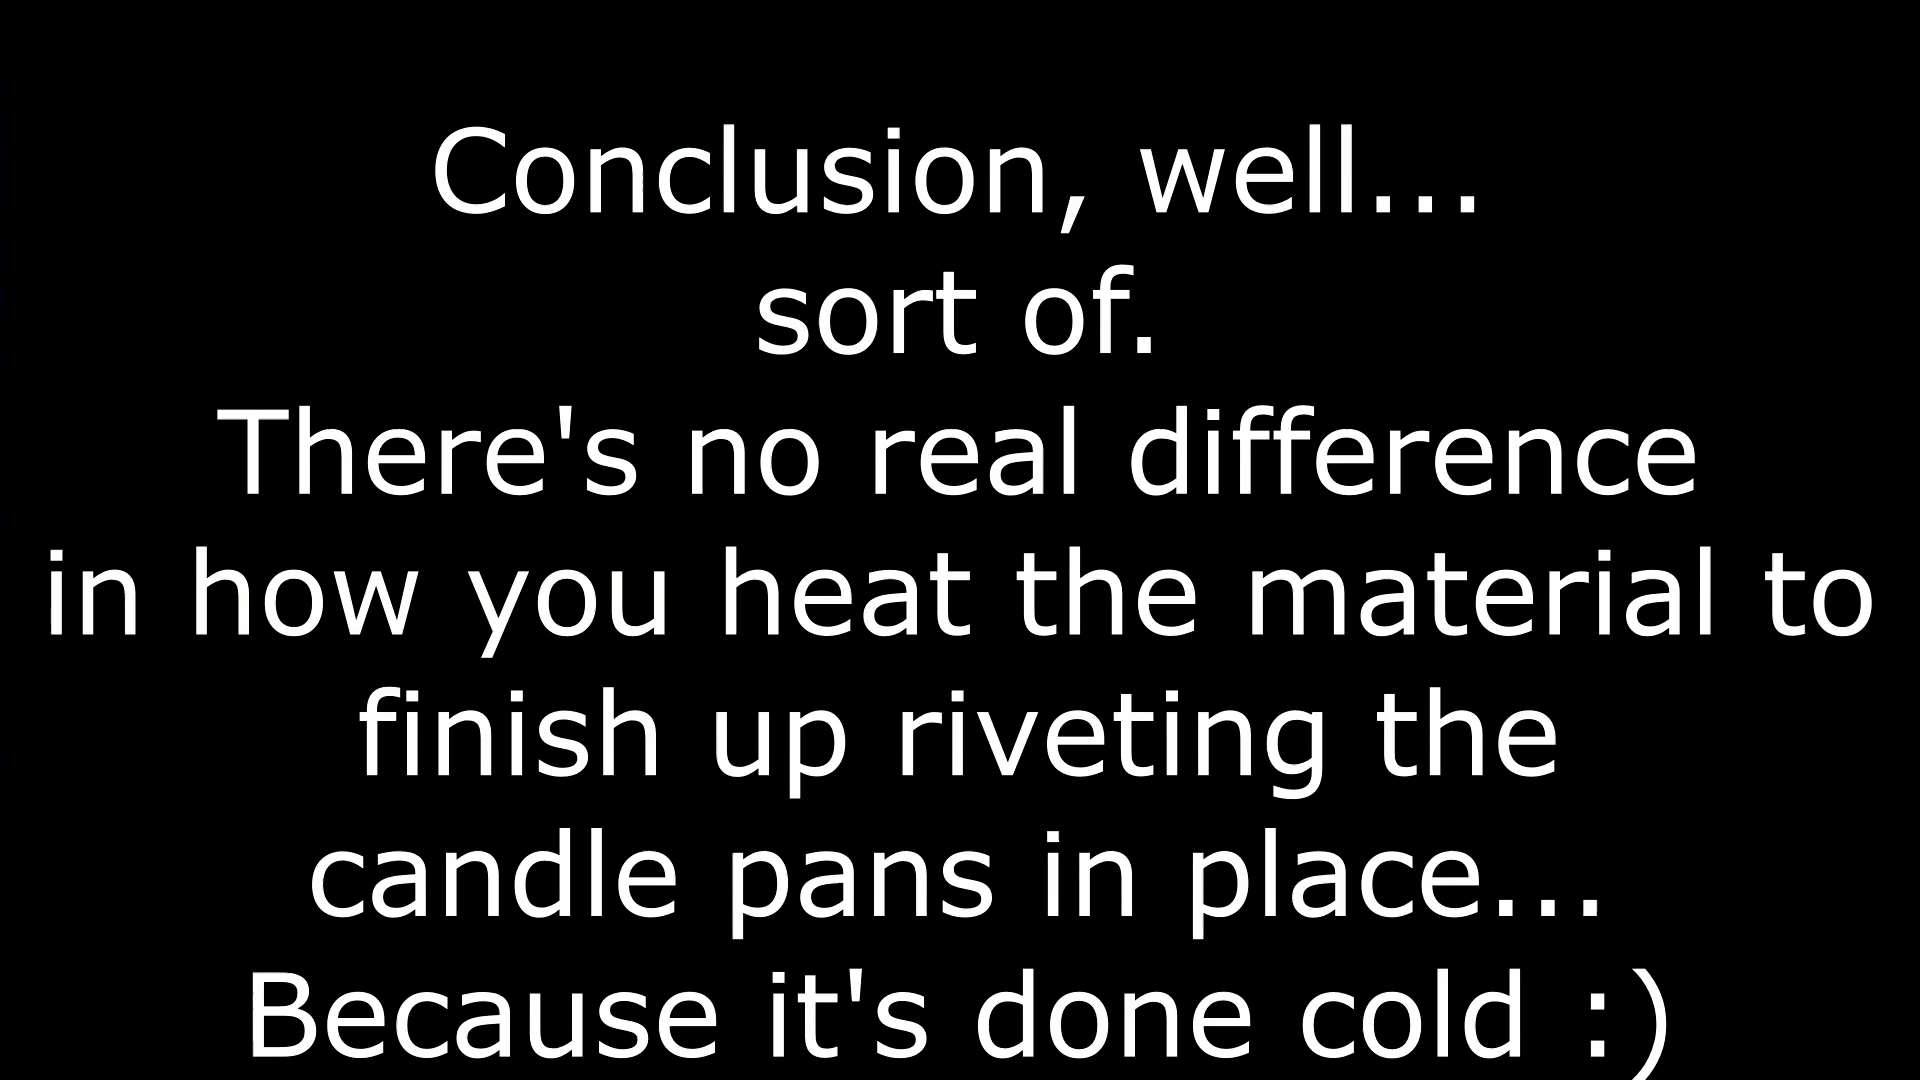 Conclusion, well...
sort of.
There's no real difference
in how you heat the material to
finish up riveting the
candle pans in place...
Because it's done cold :)